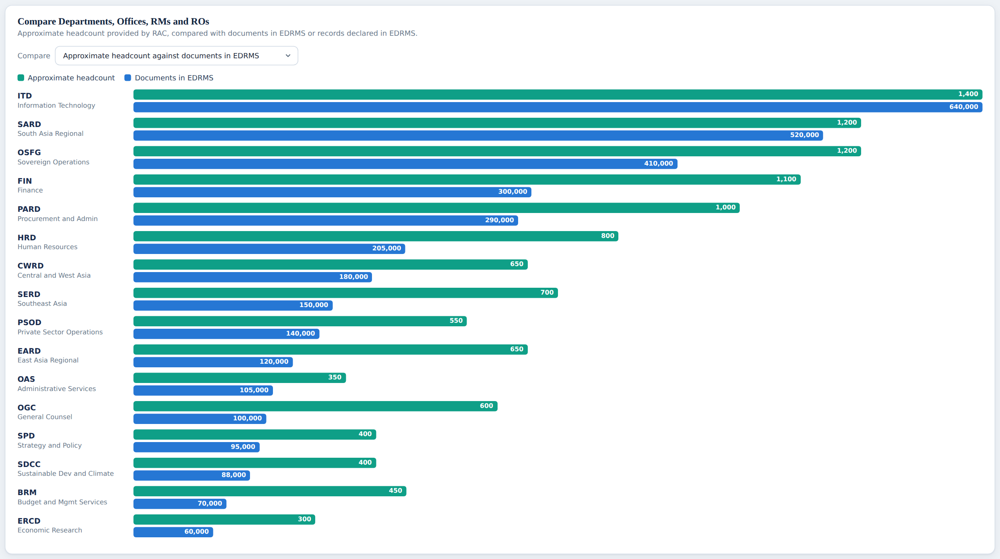 Compare Departments, Offices, RMs and ROs
Approximate headcount provided by RAC, compared with documents in EDRMS or records declared in EDRMS.
Compare Approximate headcount against documents in EDRMS
Approximate headcount Documents in EDRMS
ITD
Information Technology
1,400
640,000
SARD
South Asia Regional
1,200
520,000
OSFG
Sovereign Operations
1,200
410,000
FIN
Finance
1,100
300,000
PARD
Procurement and Admin
1,000
290,000
HRD
Human Resources
800
205,000
CWRD
Central and West Asia
650
180,000
SERD
Southeast Asia
700
150,000
PSOD
Private Sector Operations
550
140,000
EARD
East Asia Regional
650
120,000
OAS
Administrative Services
350
105,000
OGC
General Counsel
600
100,000
SPD
Strategy and Policy
400
95,000
SDCC
Sustainable Dev and Climate
400
88,000
BRM
Budget and Mgmt Services
450
70,000
ERCD
Economic Research
300
60,000